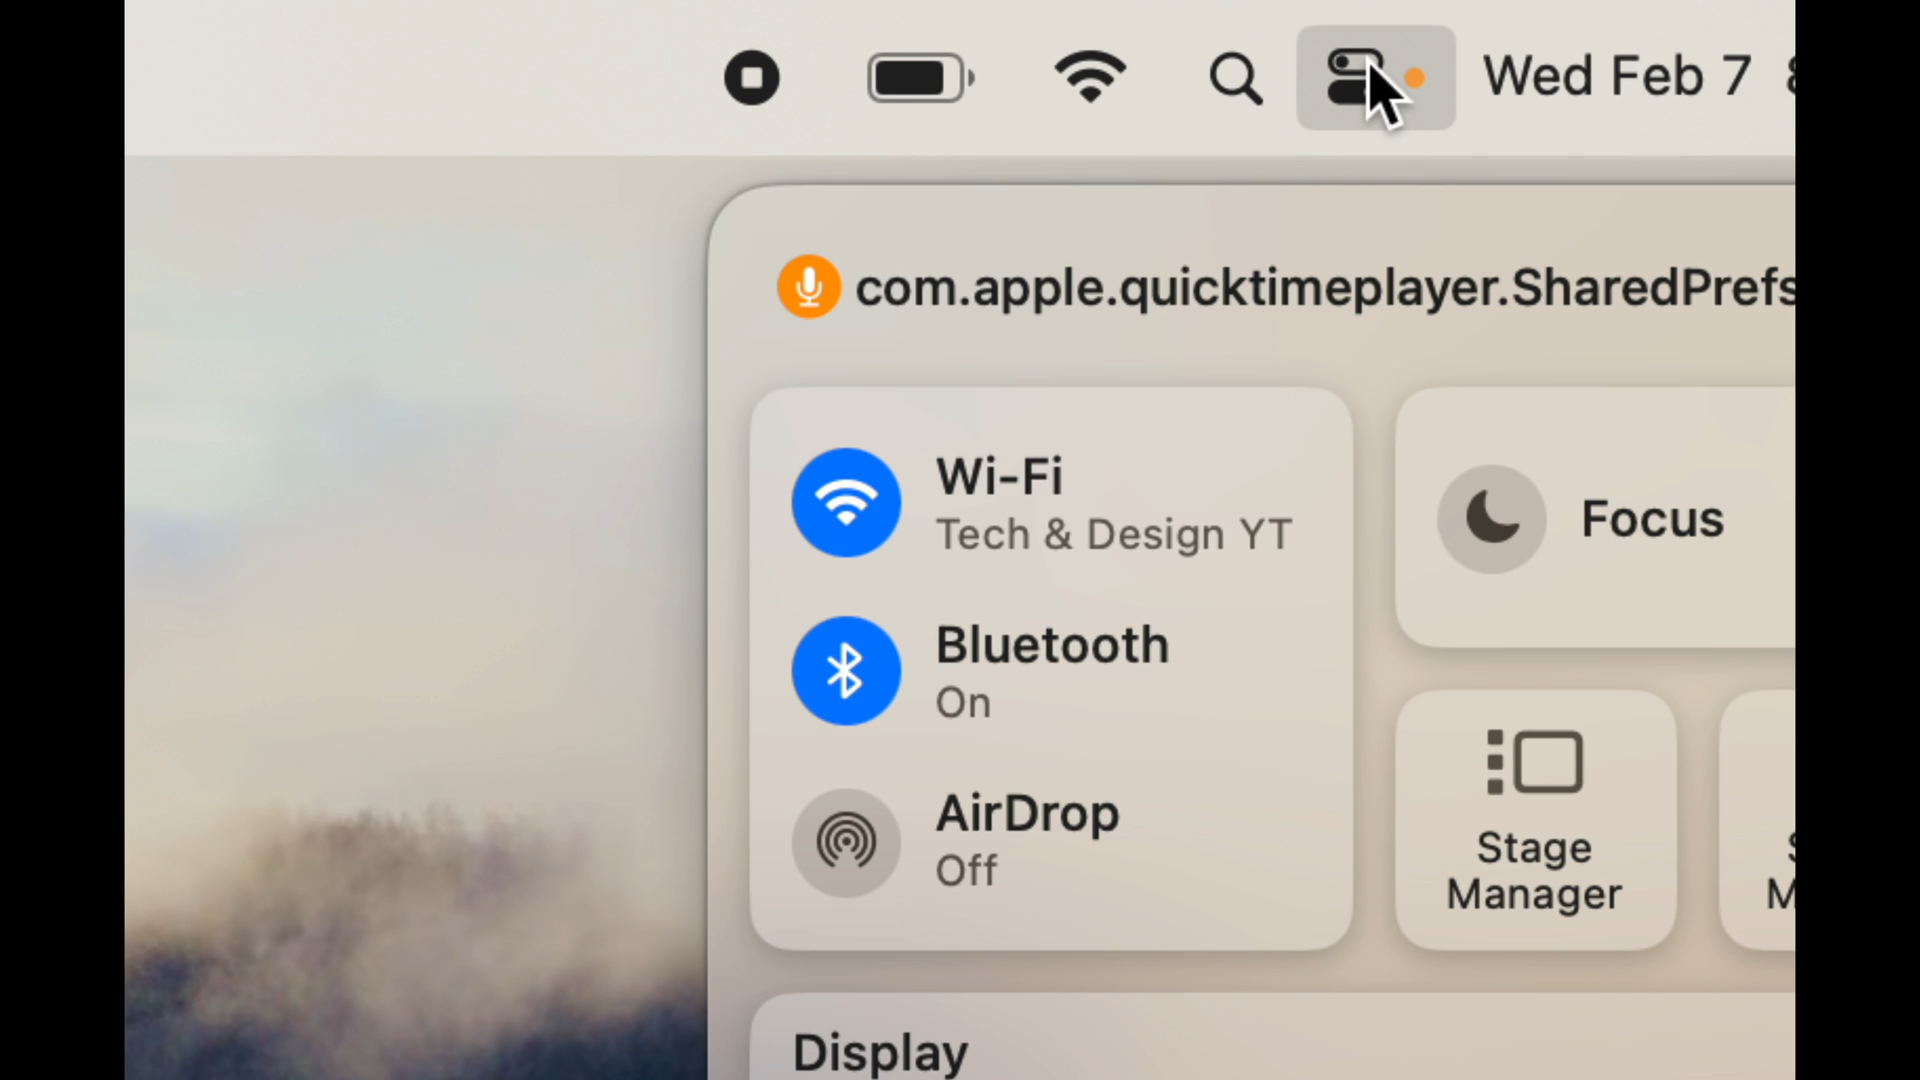 Wed Feb 7
com.apple.quicktimeplayer.SharedPrefs
Wi-Fi
Tech & Design YT
Focus
Bluetooth
On
AirDrop
Off
Stage
Manager
Display